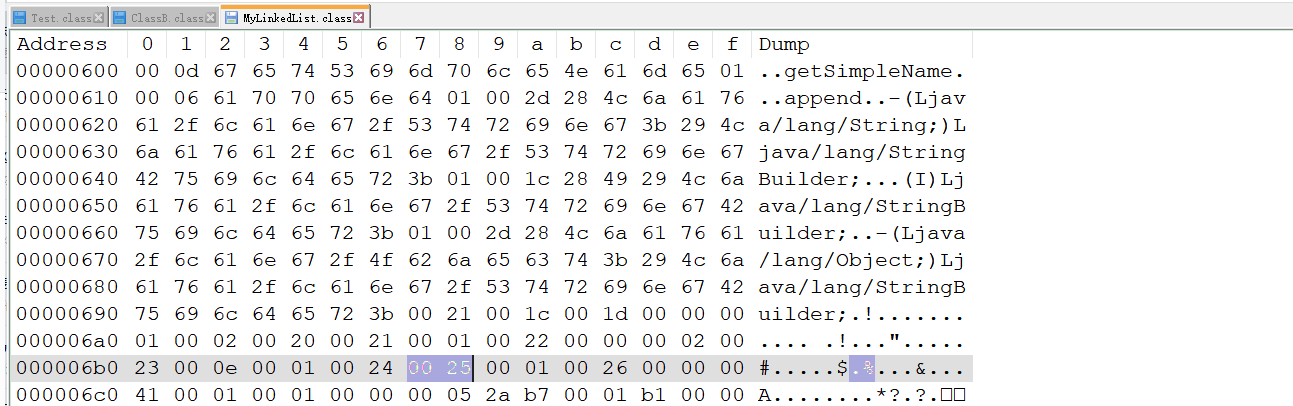 Test.class ClassB.class MyLinkedList.class
Address 0 1 2 3 4 5 6 7 8 9 a b c d e f Dump
00000600 00 0d 67 65 74 53 69 6d 70 6c 65 4e 61 6d 65 01 ..getSimpleName.
00000610 00 06 61 70 70 65 6e 64 01 00 2d 28 4c 6a 61 76 ..append..-(Ljav
00000620 61 2f 6c 61 6e 67 2f 53 74 72 69 6e 67 3b 29 4c a/lang/String;)L
00000630 6a 61 76 61 2f 6c 61 6e 67 2f 53 74 72 69 6e 67 java/lang/String
00000640 42 75 69 6c 64 65 72 3b 01 00 1c 28 49 29 4c 6a Builder;...(I)Lj
00000650 61 76 61 2f 6c 61 6e 67 2f 53 74 72 69 6e 67 42 ava/lang/StringB
00000660 75 69 6c 64 65 72 3b 01 00 2d 28 4c 6a 61 76 61 uilder;..-(Ljava
00000670 2f 6c 61 6e 67 2f 4f 62 6a 65 63 74 3b 29 4c 6a /lang/Object;)Lj
00000680 61 76 61 2f 6c 61 6e 67 2f 53 74 72 69 6e 67 42 ava/lang/StringB
00000690 75 69 6c 64 65 72 3b 00 21 00 1c 00 1d 00 00 00 uilder;.!.......
000006a0 01 00 02 00 20 00 21 00 01 00 22 00 00 00 02 00 .... .!...".....
000006b0 23 00 0e 00 01 00 24 00 25 00 01 00 26 00 00 00 #.....$.%...&...
000006c0 41 00 01 00 01 00 00 00 05 2a b7 00 01 b1 00 00 A........*?.?.□□